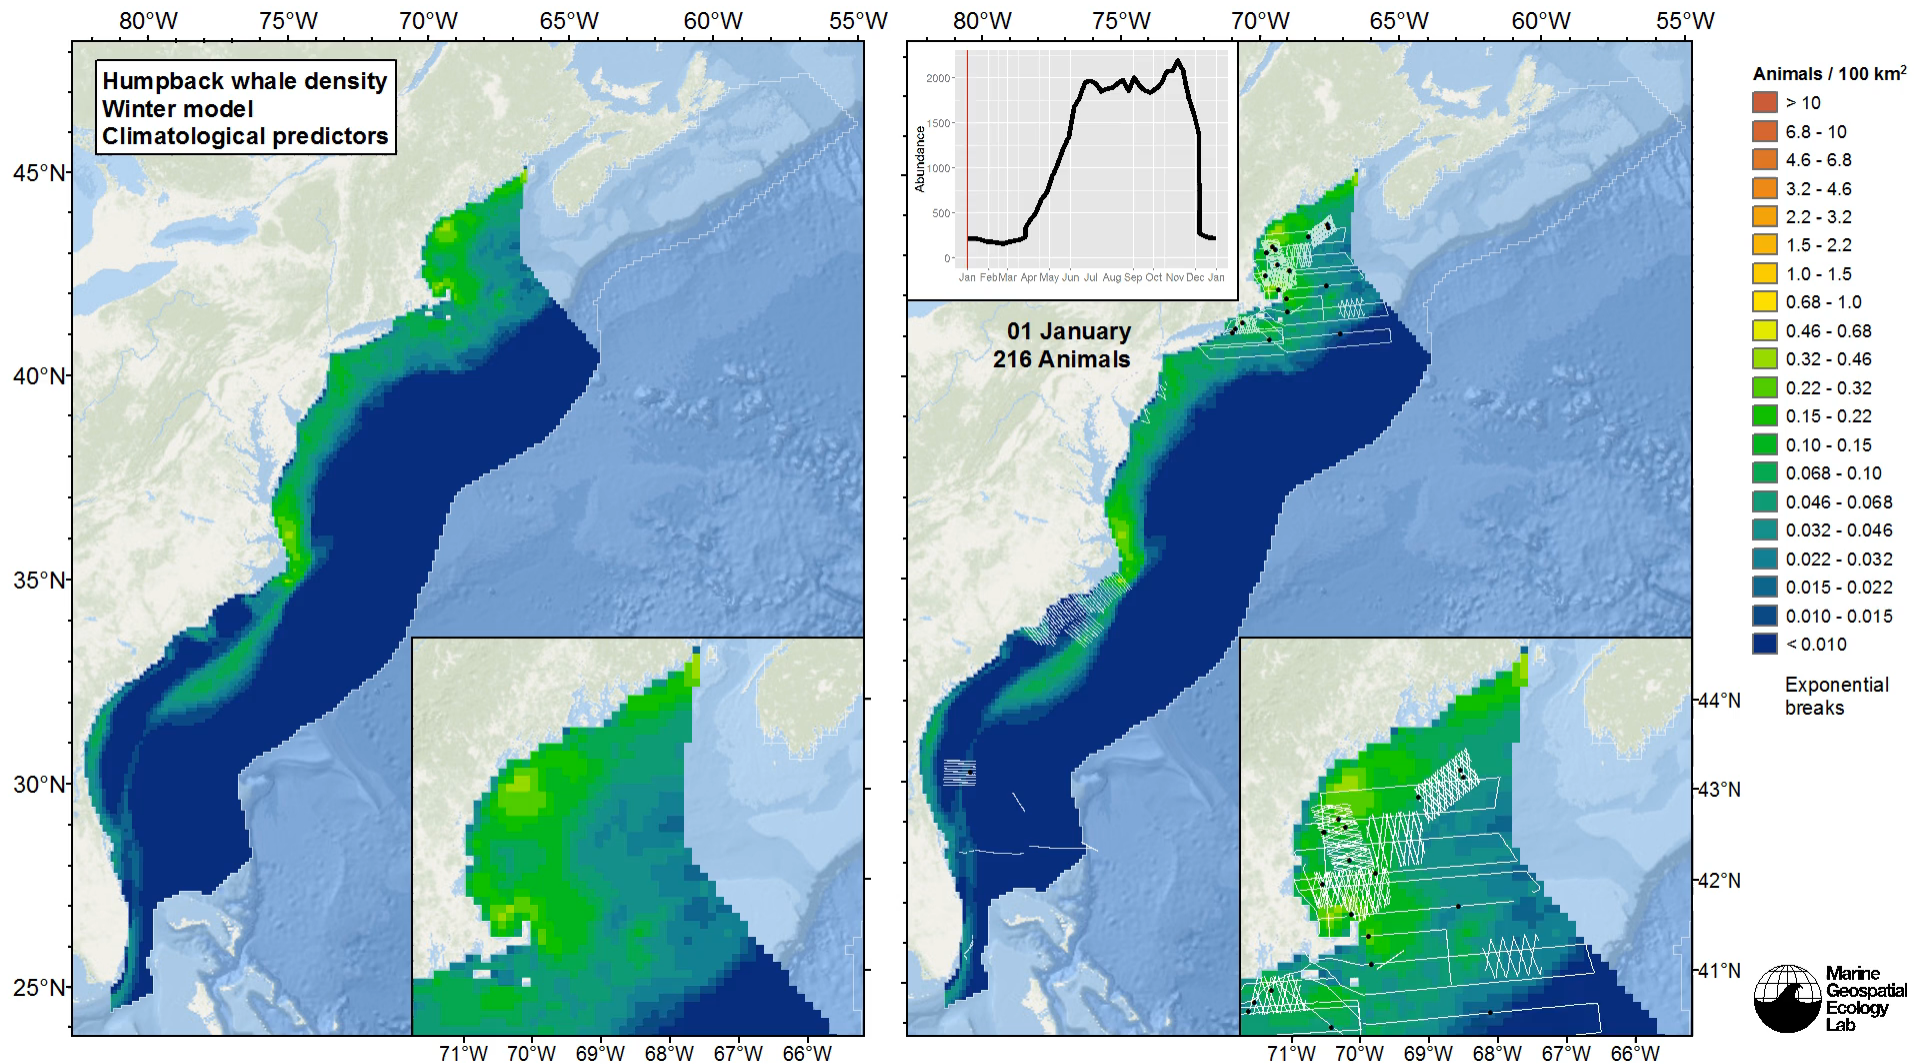 80°W 75°W 70°W 65°W 60°W 55°W
80°W 75°W 70°W 65°W 60°W 55°W
Humpback whale density
Winter model
Climatological predictors
45°N
40°N
35°N
30°N
25°N
71°W 70°W 69°W 68°W 67°W 66°W
Abundance
2000
1500
1000
500
0
Jan Feb Mar Apr May Jun Jul Aug Sep Oct Nov Dec Jan
01 January
216 Animals
44°N
43°N
42°N
41°N
71°W 70°W 69°W 68°W 67°W 66°W
Animals / 100 km²
> 10
6.8 - 10
4.6 - 6.8
3.2 - 4.6
2.2 - 3.2
1.5 - 2.2
1.0 - 1.5
0.68 - 1.0
0.46 - 0.68
0.32 - 0.46
0.22 - 0.32
0.15 - 0.22
0.10 - 0.15
0.068 - 0.10
0.046 - 0.068
0.032 - 0.046
0.022 - 0.032
0.015 - 0.022
0.010 - 0.015
< 0.010
Exponential
breaks
Marine
Geospatial
Ecology
Lab